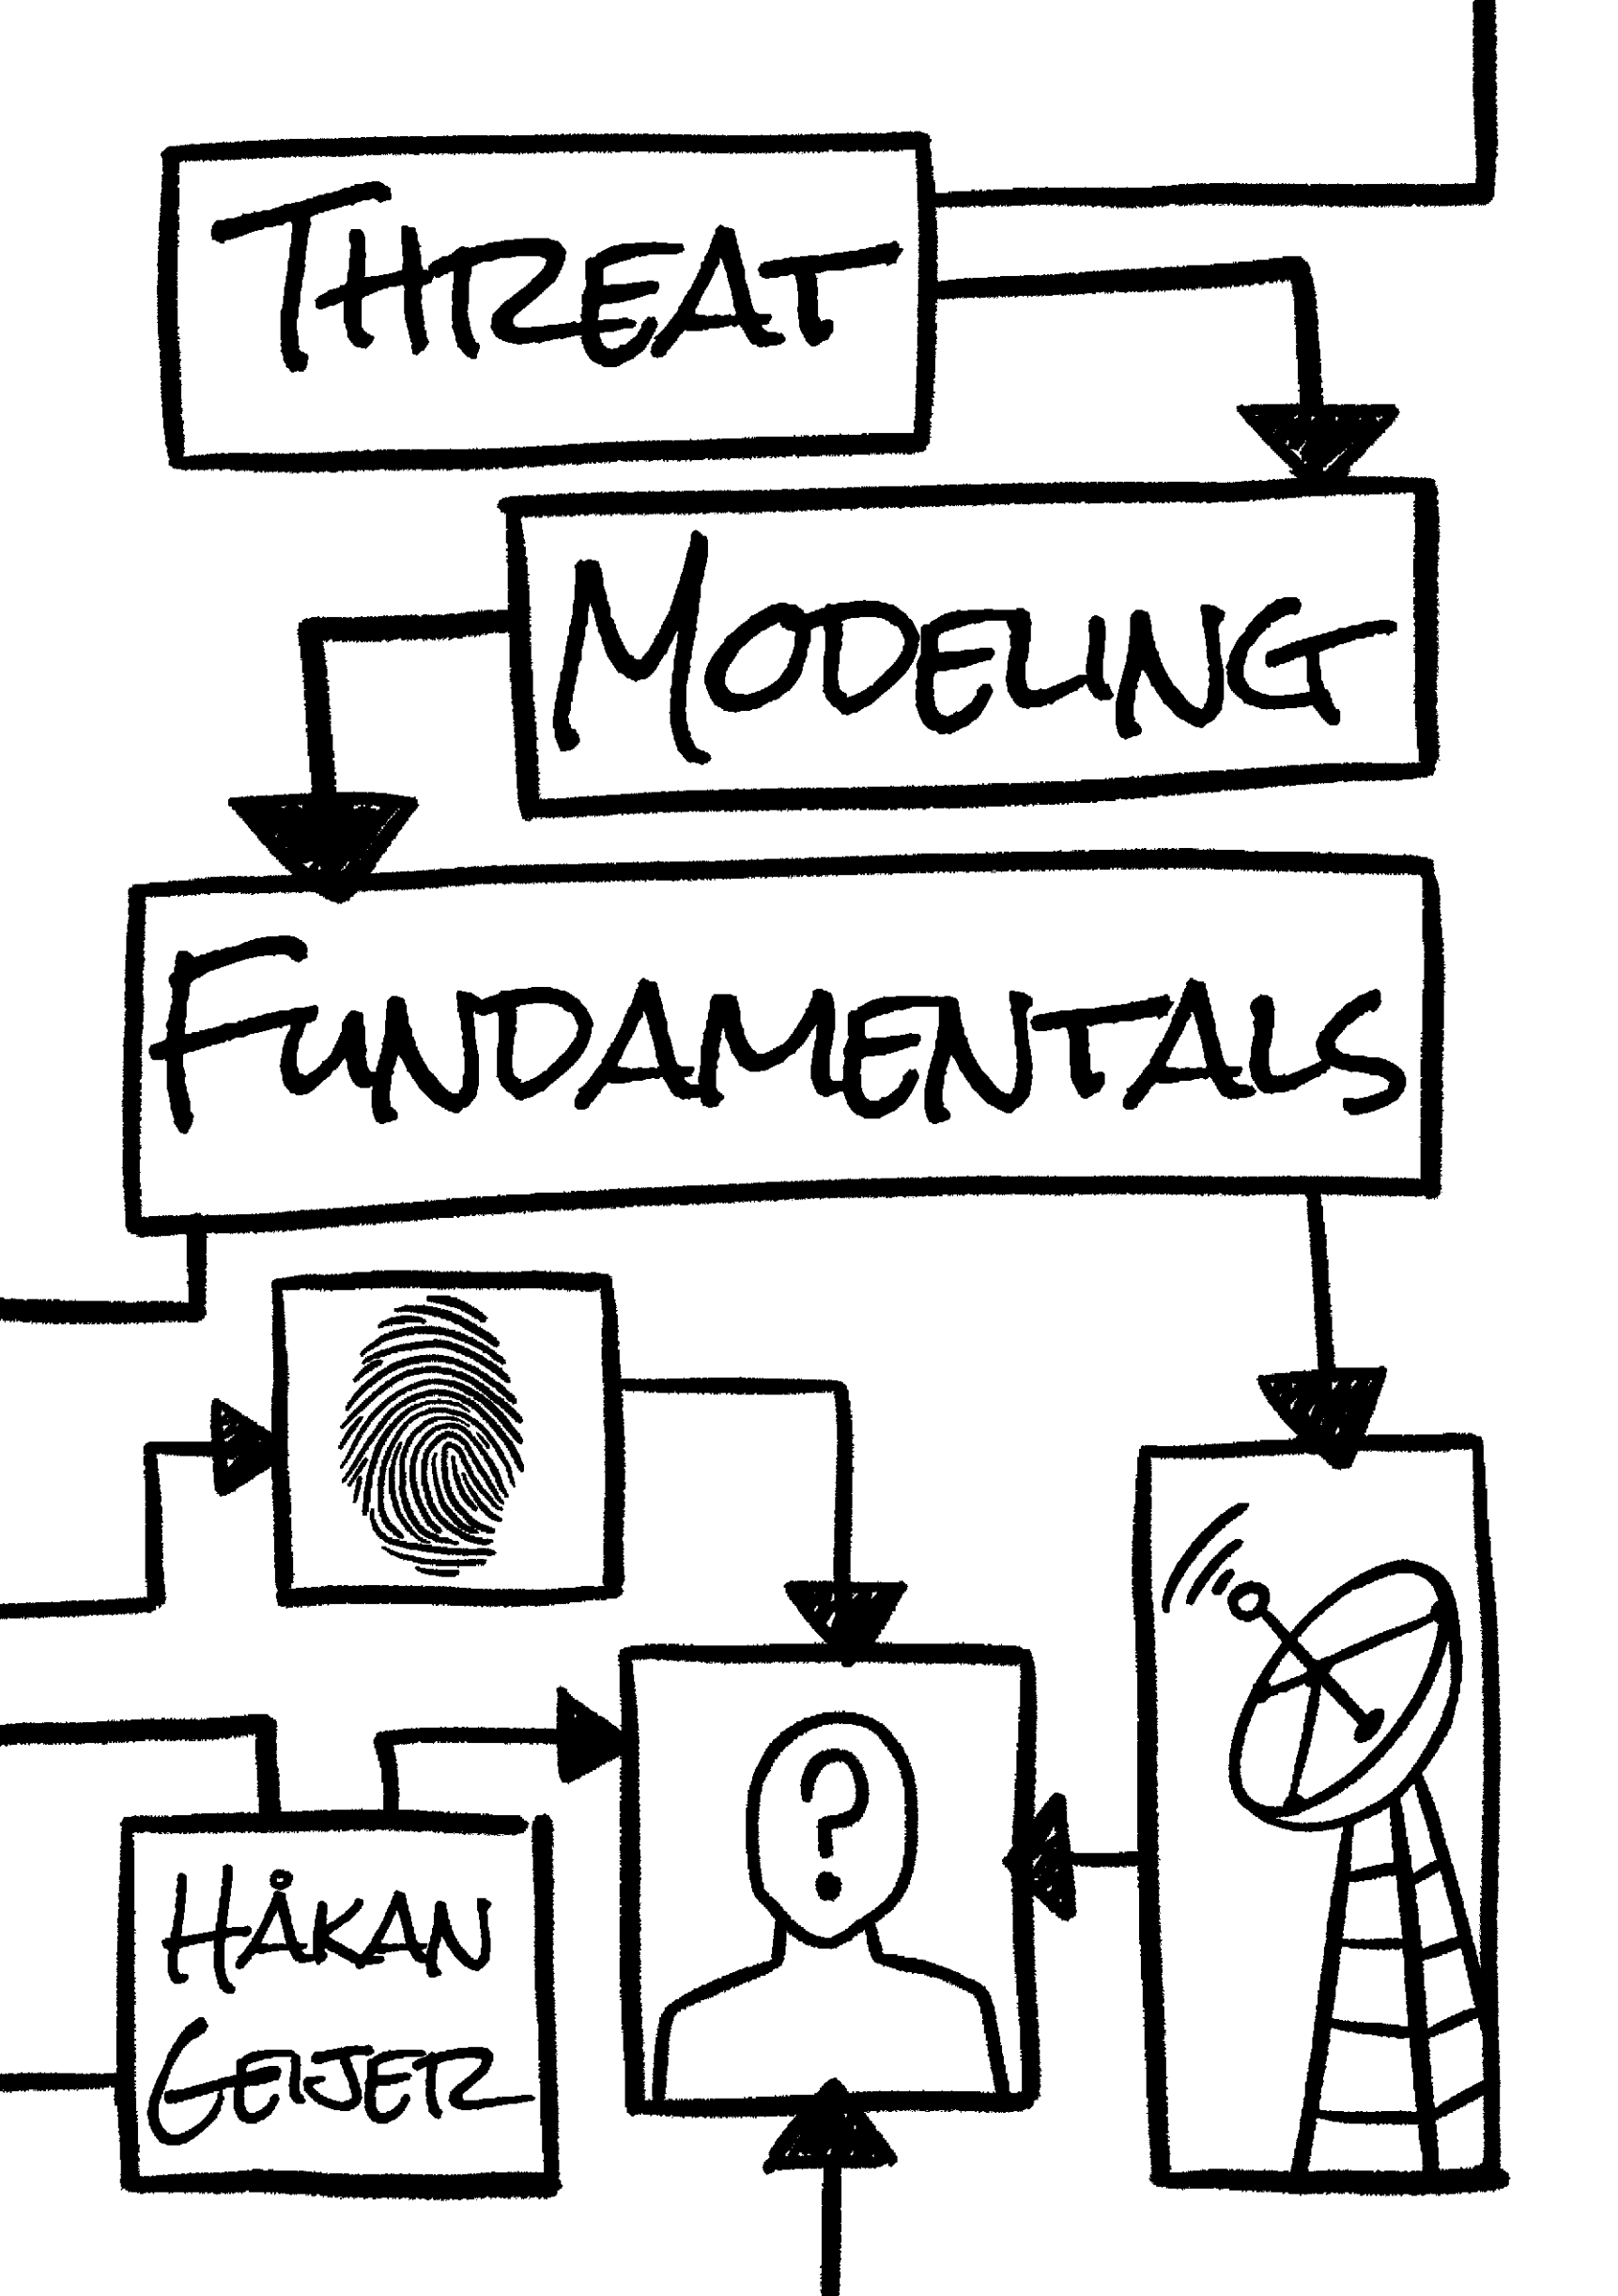 THREAT
MODELING
FUNDAMENTALS
?
HÅKAN
GEIJER